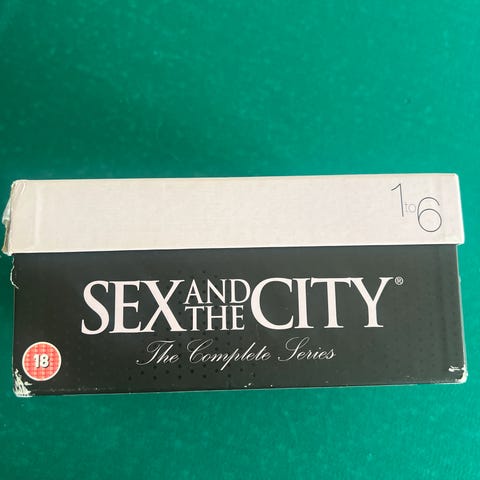 1 to 6
SEX AND THE CITY®
The Complete Series
18